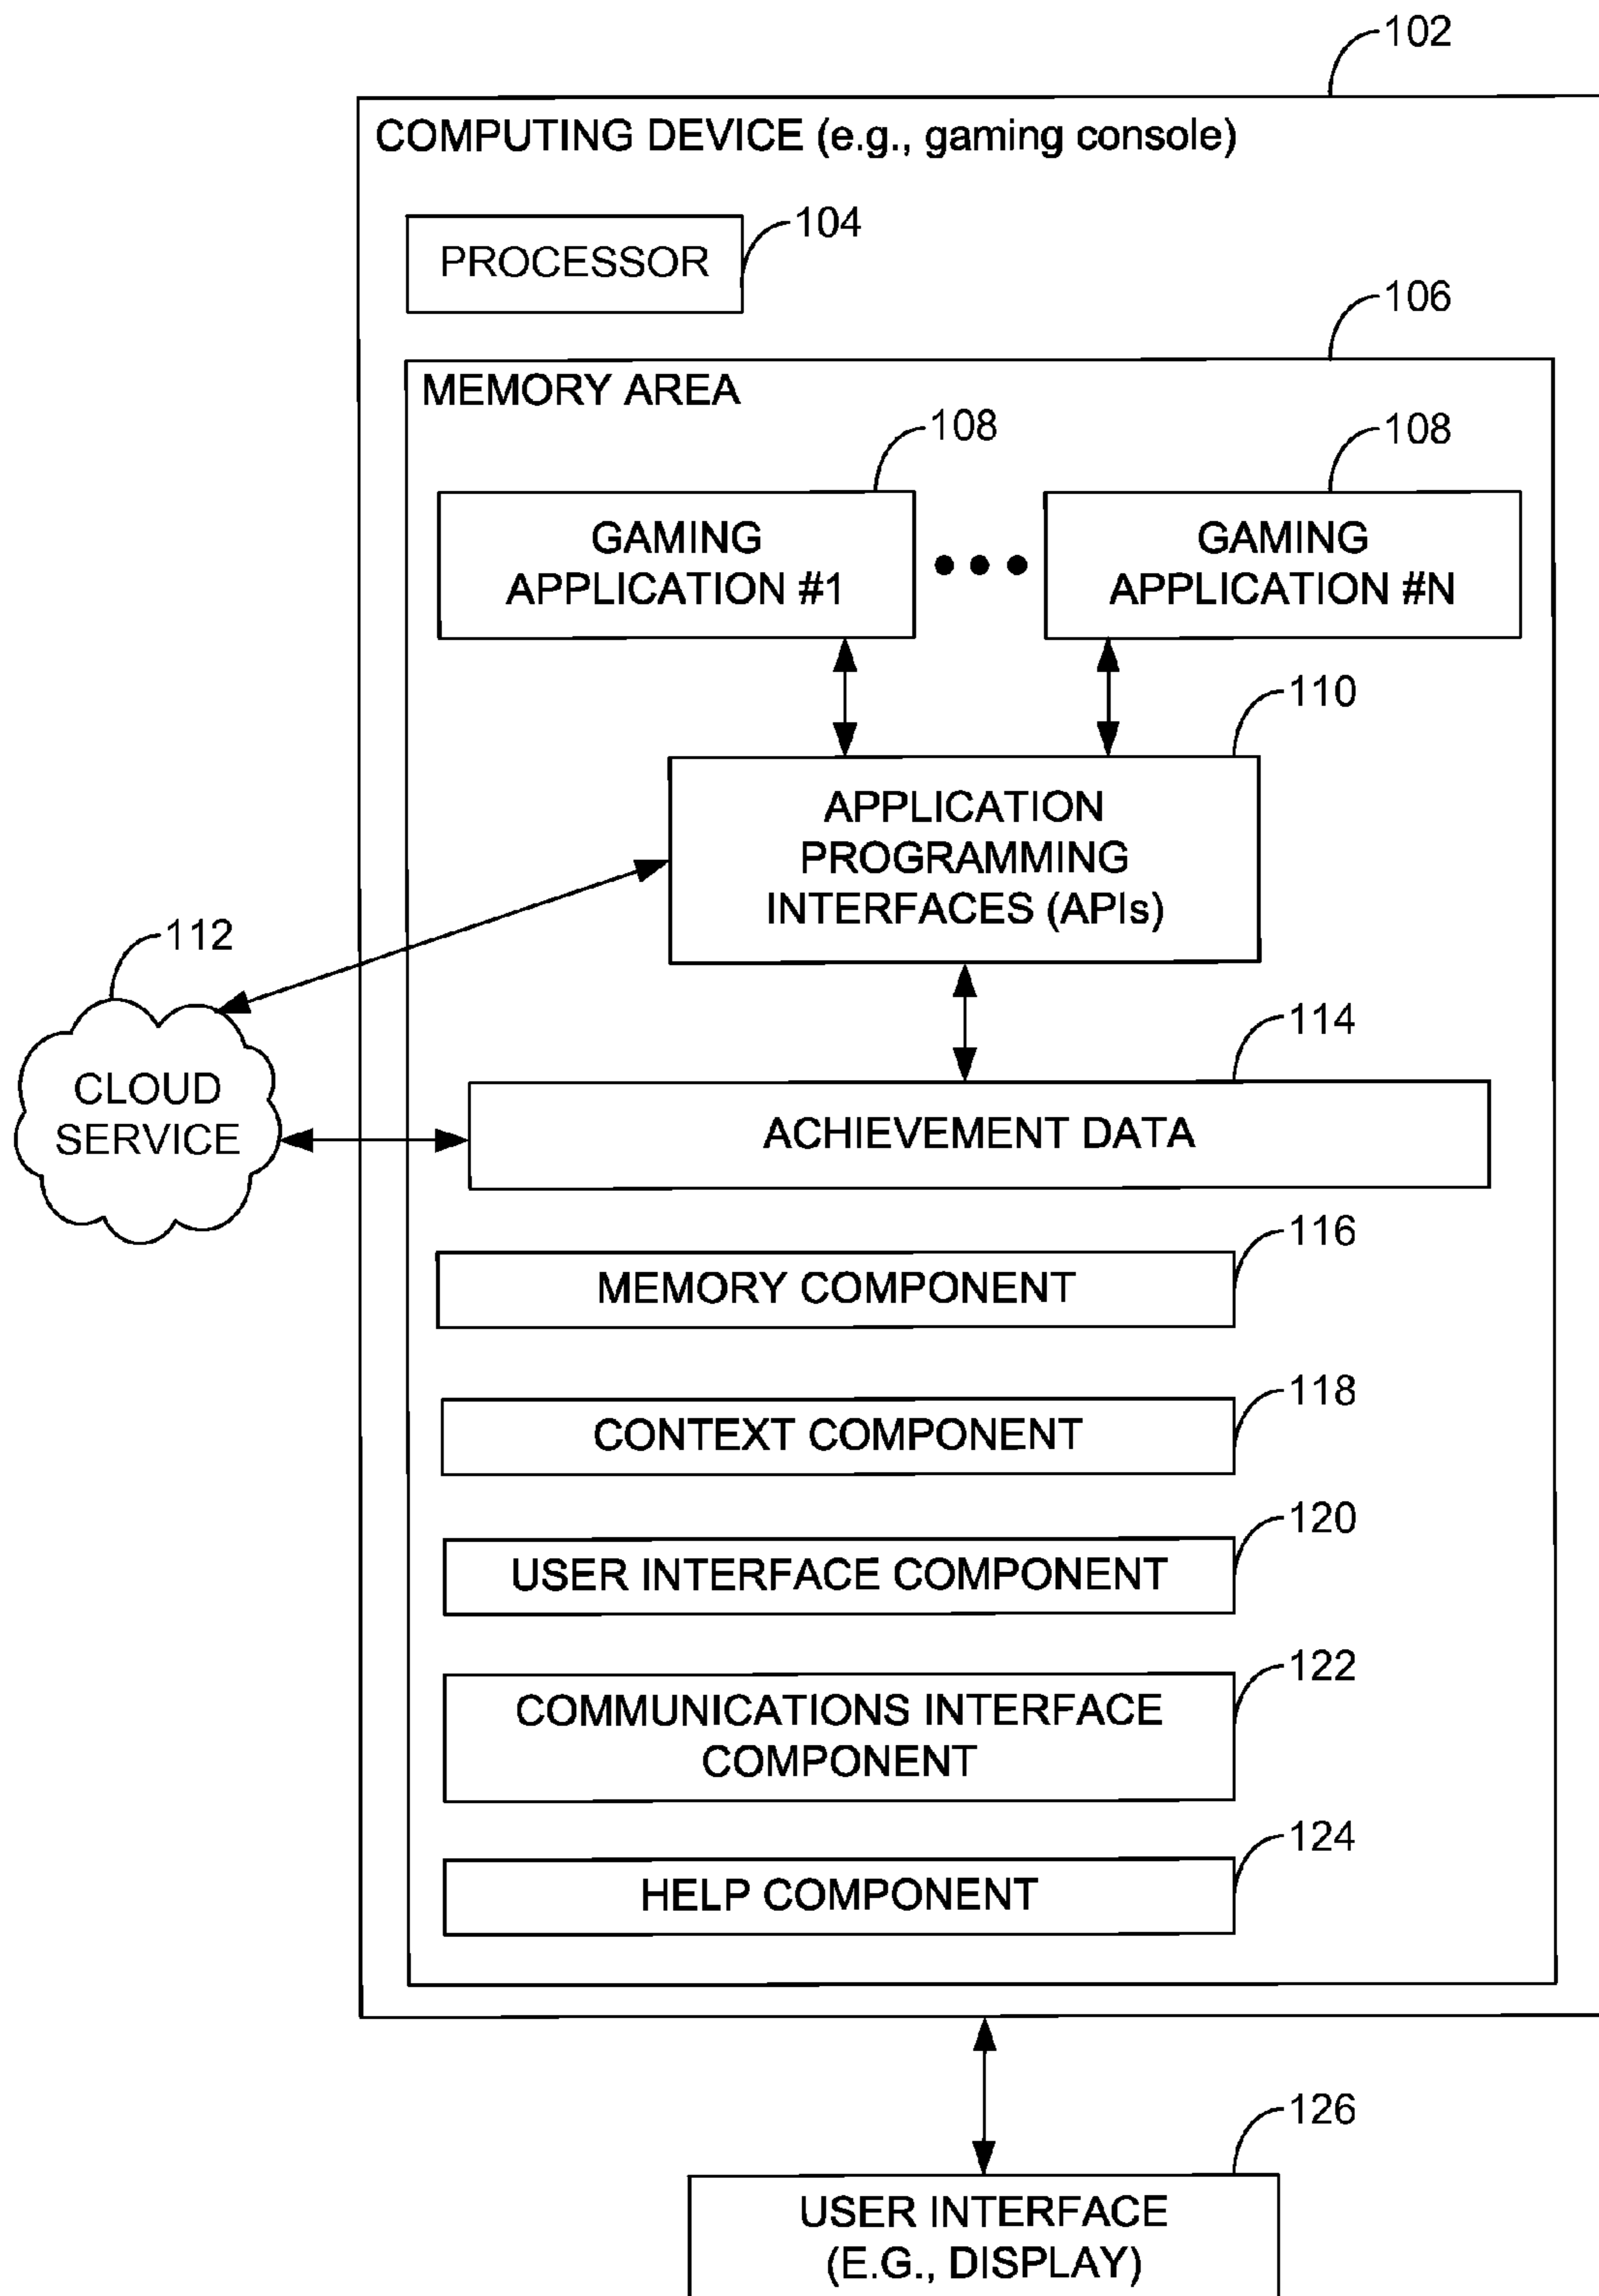 102
COMPUTING DEVICE (e.g., gaming console)
104
PROCESSOR
106
MEMORY AREA
108
108
GAMING
APPLICATION #1
GAMING
APPLICATION #N
110
APPLICATION
PROGRAMMING
INTERFACES (APIs)
112
CLOUD
SERVICE
114
ACHIEVEMENT DATA
116
MEMORY COMPONENT
118
CONTEXT COMPONENT
120
USER INTERFACE COMPONENT
122
COMMUNICATIONS INTERFACE
COMPONENT
124
HELP COMPONENT
126
USER INTERFACE
(E.G., DISPLAY)